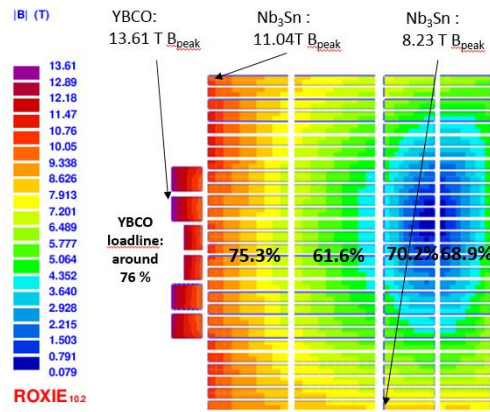 |B| (T)
YBCO:
13.61 T Bpeak
Nb3Sn :
11.04T Bpeak
Nb3Sn :
8.23 T Bpeak
13.61
12.89
12.18
11.47
10.76
10.05
9.338
8.626
7.913
7.201
6.489
5.777
5.064
4.352
3.640
2.928
2.215
1.503
0.791
0.079
YBCO
loadline:
around
76 %
75.3% 61.6% 70.2% 68.9%
ROXIE 10.2